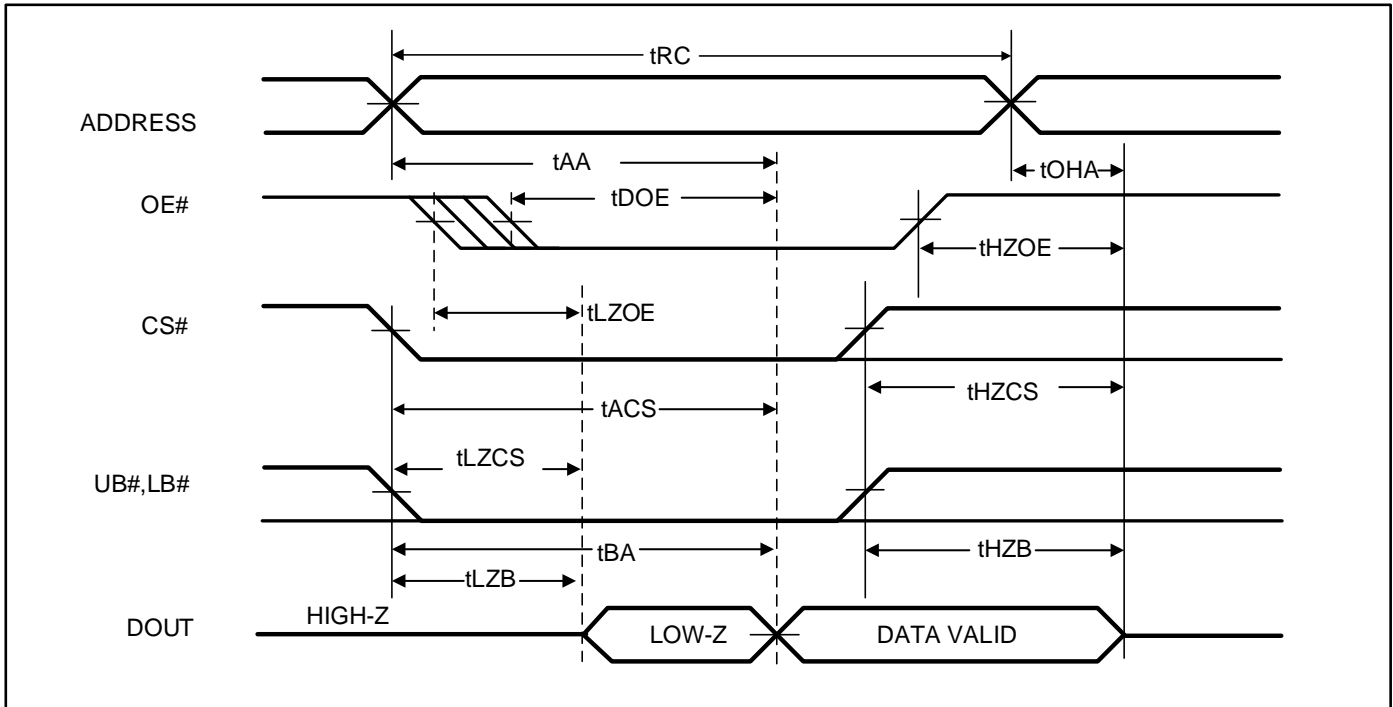 tRC
ADDRESS
tAA
tOHA
OE#
tDOE
tHZOE
tLZOE
CS#
tHZCS
tACS
tLZCS
UB#,LB#
tBA
tHZB
tLZB
HIGH-Z
DOUT
LOW-Z
DATA VALID